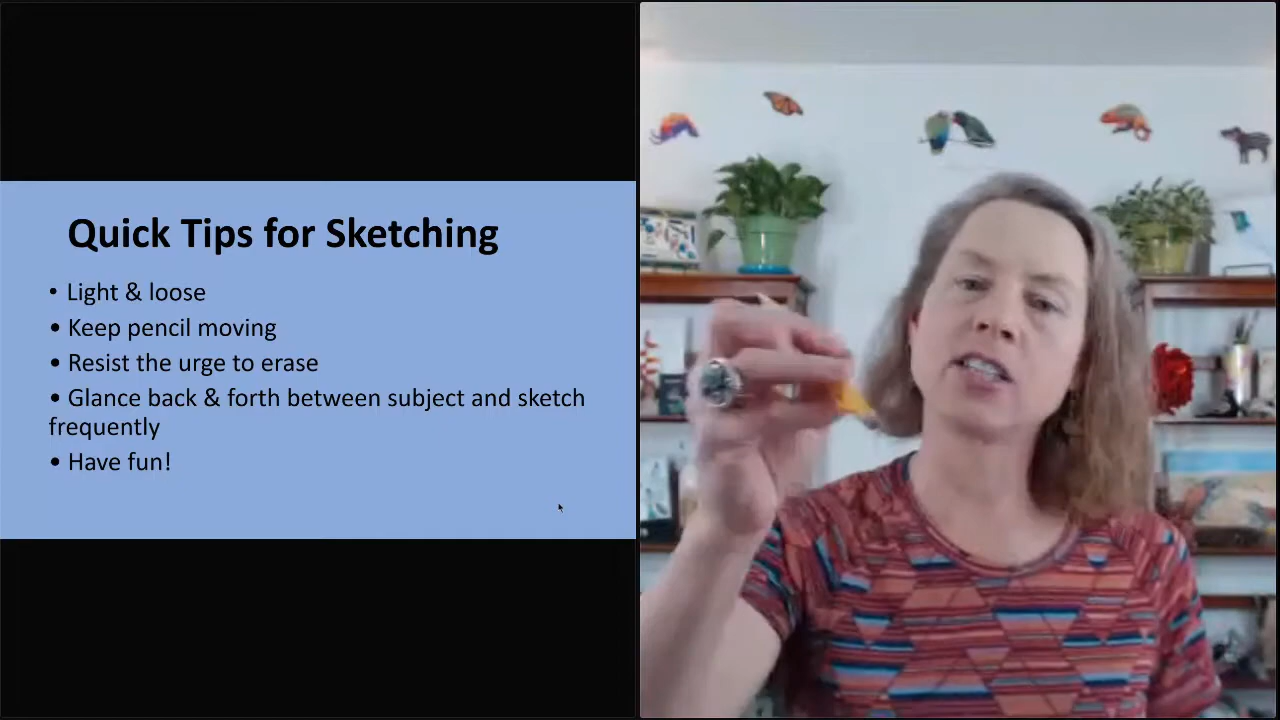 Quick Tips for Sketching
• Light & loose
• Keep pencil moving
• Resist the urge to erase
• Glance back & forth between subject and sketch
frequently
• Have fun!